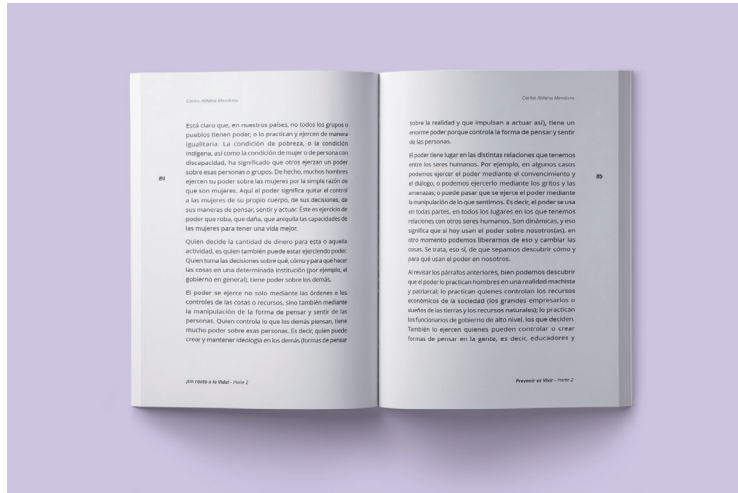 Carlos Aldana Mendoza
Está claro que, en nuestros países, no todos los grupos o
pueblos tienen poder, o lo practican y ejercen de manera
igualitaria. La condición de pobreza, o la condición
indígena, así como la condición de mujer o de persona con
discapacidad, ha significado que otros ejerzan un poder
sobre esas personas o grupos. De hecho, muchos hombres
ejercen su poder sobre las mujeres por la simple razón de
que son mujeres. Aquí el poder significa quitar el control
a las mujeres de su propio cuerpo, de sus decisiones, de
sus maneras de pensar, sentir y actuar. Éste es ejercicio de
poder que roba, que daña, que aniquila las capacidades de
las mujeres para tener una vida mejor.
Quien decide la cantidad de dinero para esta o aquella
actividad, es quien también puede estar ejerciendo poder.
Quien toma las decisiones sobre qué, cómo y para qué hacer
las cosas en una determinada institución (por ejemplo, el
gobierno en general), tiene poder sobre los demás.
El poder se ejerce no solo mediante las órdenes o los
controles de las cosas o recursos, sino también mediante
la manipulación de la forma de pensar y sentir de las
personas. Quien controla lo que los demás piensan, tiene
mucho poder sobre esas personas. Es decir, quien puede
crear y mantener ideología en los demás (formas de pensar
84
¡Un canto a la Vida! - Parte 2
Carlos Aldana Mendoza
sobre la realidad y que impulsan a actuar así), tiene un
enorme poder porque controla la forma de pensar y sentir
de las personas.
El poder tiene lugar en las distintas relaciones que tenemos
entre los seres humanos. Por ejemplo, en algunos casos
podemos ejercer el poder mediante el convencimiento y
el diálogo, o podemos ejercerlo mediante los gritos y las
amenazas; o puede pasar que se ejerce el poder mediante
la manipulación de lo que sentimos. Es decir, el poder se usa
en todas partes, en todos los lugares en los que tenemos
relaciones con otros seres humanos. Son dinámicas, y eso
significa que si hoy usan el poder sobre nosotros(as), en
otro momento podemos liberarnos de eso y cambiar las
cosas. Se trata, eso sí, de que sepamos descubrir cómo y
para qué usan el poder en nosotros.
Al revisar los párrafos anteriores, bien podemos descubrir
que el poder lo practican hombres en una realidad machista
y patriarcal; lo practican quienes controlan los recursos
económicos de la sociedad (los grandes empresarios o
dueños de las tierras y los recursos naturales); lo practican
los funcionarios de gobierno de alto nivel, los que deciden.
También lo ejercen quienes pueden controlar o crear
formas de pensar en la gente, es decir, educadores y
85
Prevenir es Vivir - Parte 2